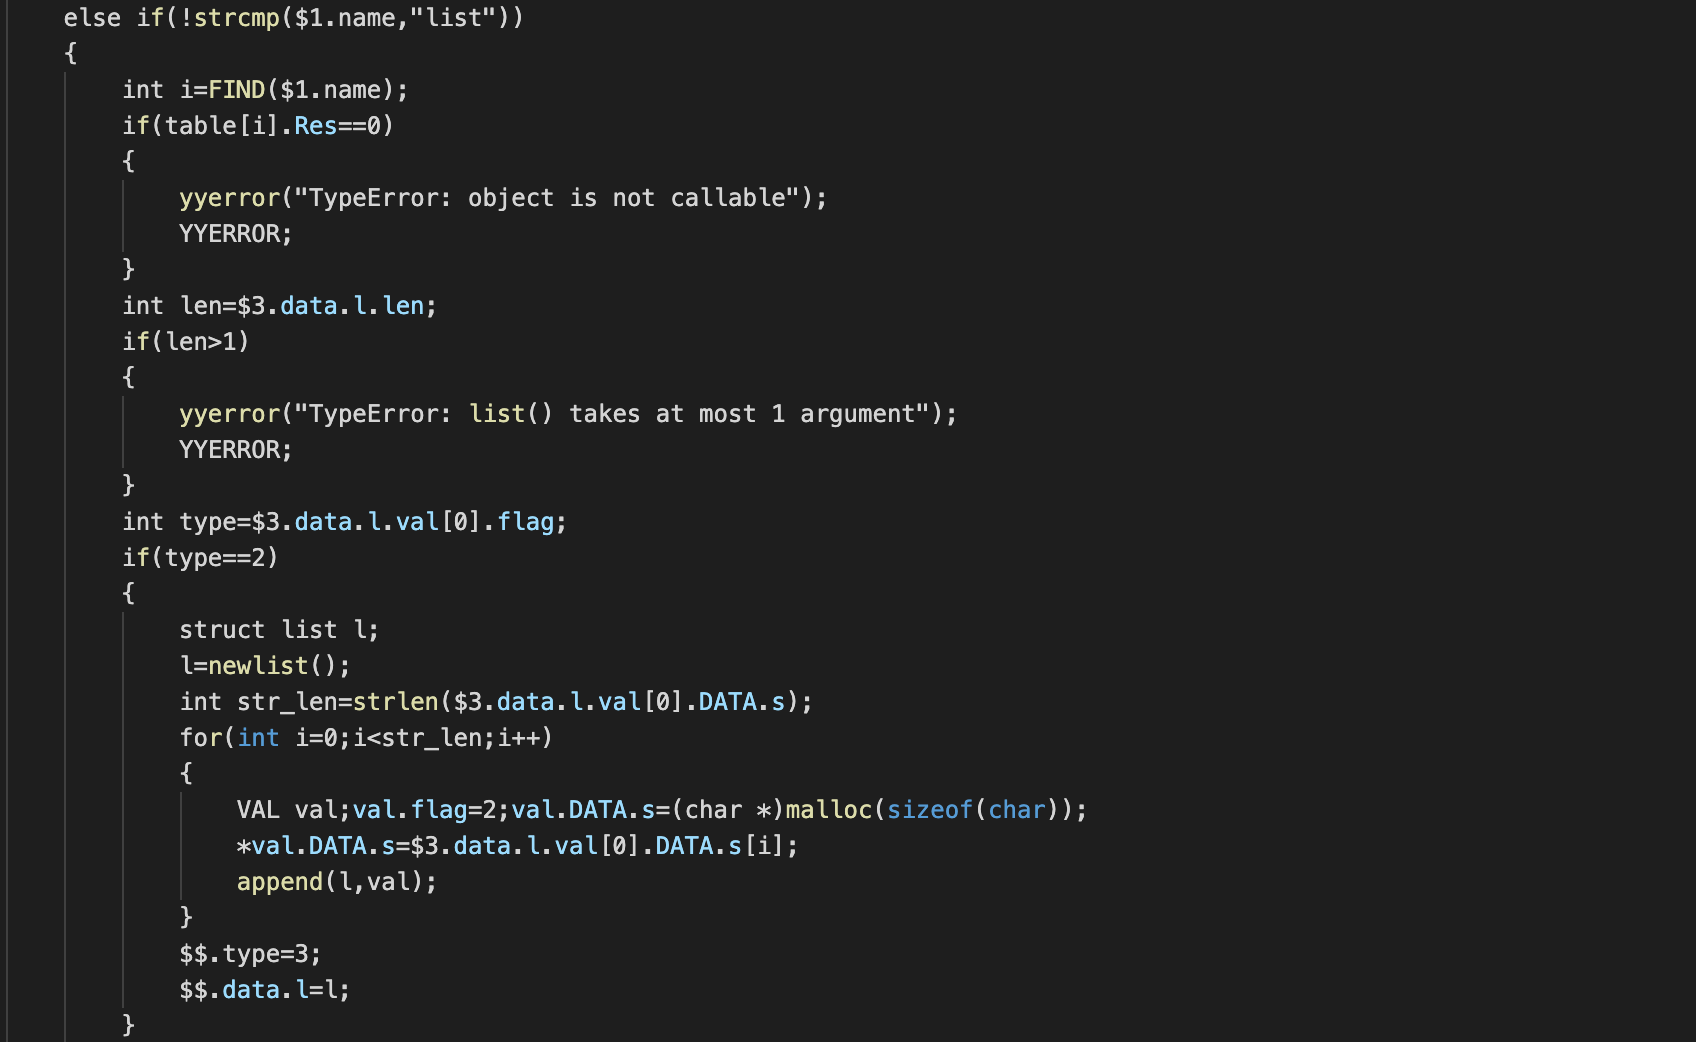 else if(!strcmp($1.name,"list"))
{
int i=FIND($1.name);
if(table[i].Res==0)
{
yyerror("TypeError: object is not callable");
YYERROR;
}
int len=$3.data.l.len;
if(len>1)
{
yyerror("TypeError: list() takes at most 1 argument");
YYERROR;
}
int type=$3.data.l.val[0].flag;
if(type==2)
{
struct list l;
l=newlist();
int str_len=strlen($3.data.l.val[0].DATA.s);
for(int i=0;i<str_len;i++)
{
VAL val;val.flag=2;val.DATA.s=(char *)malloc(sizeof(char));
*val.DATA.s=$3.data.l.val[0].DATA.s[i];
append(l,val);
}
$$.type=3;
$$.data.l=l;
}